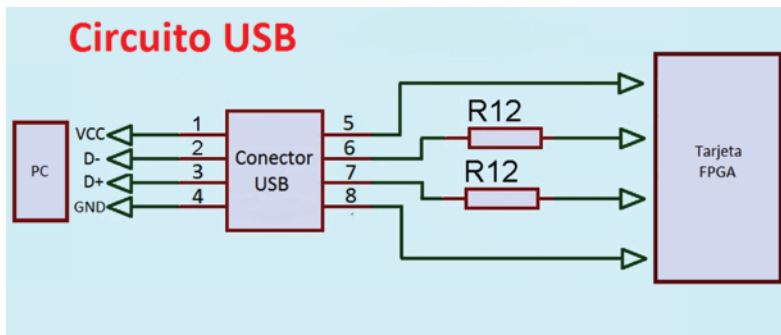 Circuito USB
PC
VCC
D-
D+
GND
1
2
3
4
Conector
USB
5
6
7
8
R12
R12
Tarjeta
FPGA